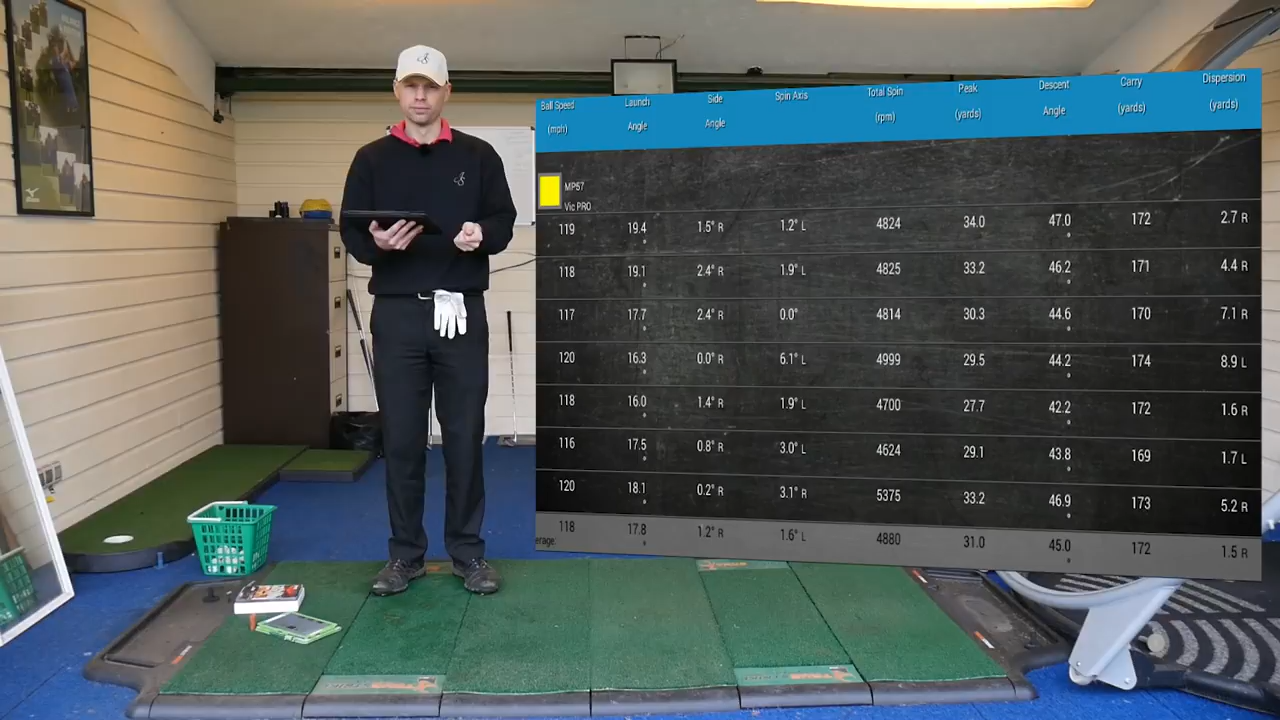 Ball Speed Launch Side Spin Axis Total Spin Peak Descent Carry Dispersion
(mph) Angle Angle (rpm) (yards) Angle (yards) (yards)
MP57
Vic PRO
119 19.4 ° 1.5° R 1.2° L 4824 34.0 47.0 ° 172 2.7 R
118 19.1 ° 2.4° R 1.9° L 4825 33.2 46.2 ° 171 4.4 R
117 17.7 ° 2.4° R 0.0° 4814 30.3 44.6 ° 170 7.1 R
120 16.3 ° 0.0° R 6.1° L 4999 29.5 44.2 ° 174 8.9 L
118 16.0 ° 1.4° R 1.9° L 4700 27.7 42.2 ° 172 1.6 R
116 17.5 ° 0.8° R 3.0° L 4624 29.1 43.8 ° 169 1.7 L
120 18.1 ° 0.2° R 3.1° R 5375 33.2 46.9 ° 173 5.2 R
erage: 118 17.8 ° 1.2° R 1.6° L 4880 31.0 45.0 ° 172 1.5 R